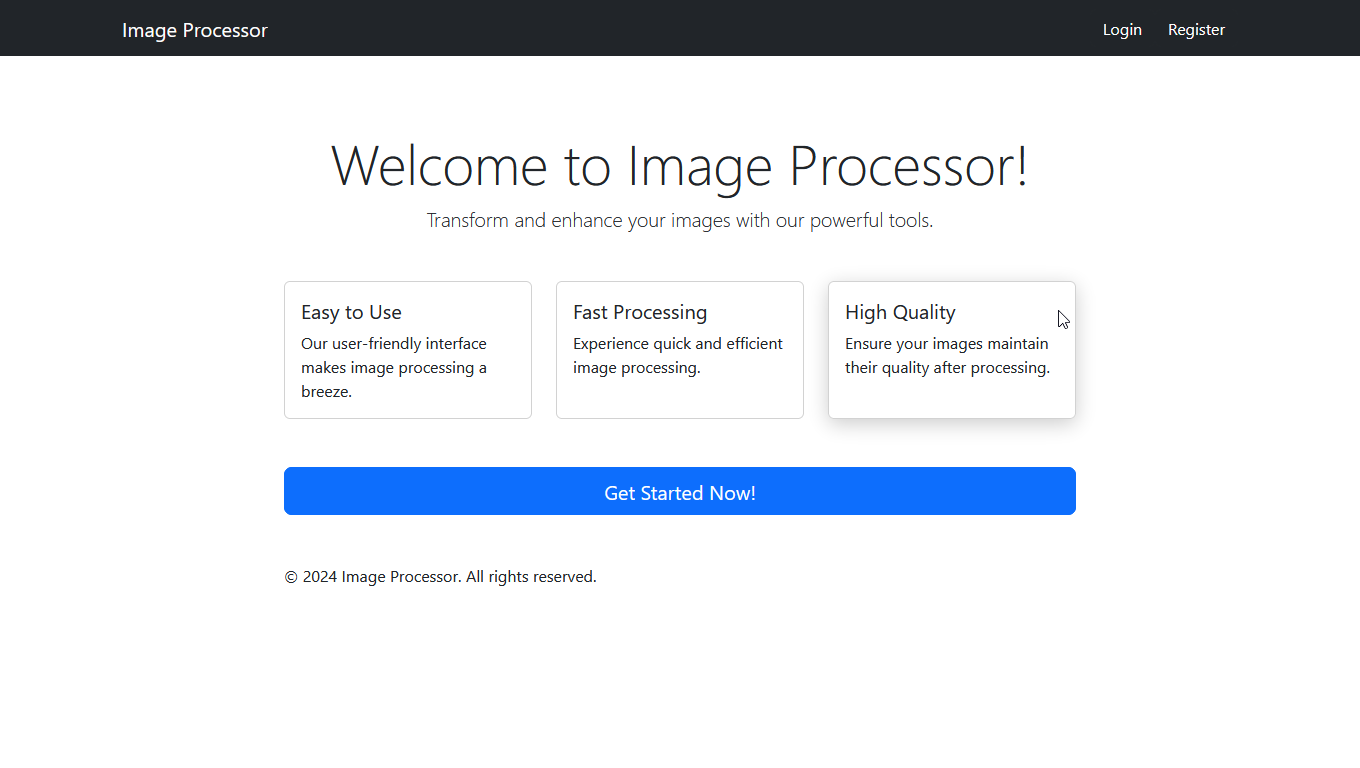 Image Processor
Login
Register
Welcome to Image Processor!
Transform and enhance your images with our powerful tools.
Easy to Use
Our user-friendly interface
makes image processing a
breeze.
Fast Processing
Experience quick and efficient
image processing.
High Quality
Ensure your images maintain
their quality after processing.
Get Started Now!
© 2024 Image Processor. All rights reserved.